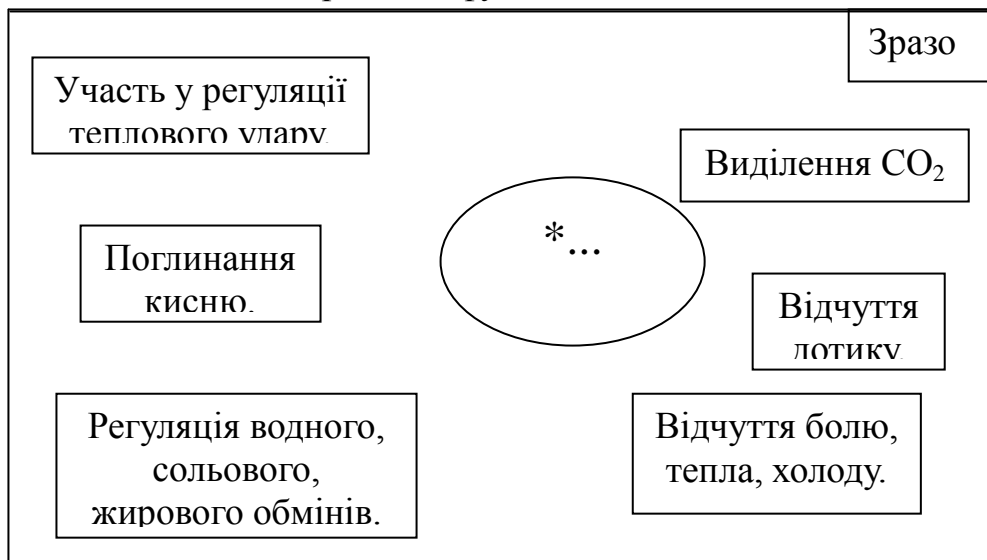 Зразо
Участь у регуляції
теплового удару.
Виділення CO₂
*...
Поглинання
кисню.
Відчуття
дотику
Регуляція водного,
сольового,
жирового обмінів.
Відчуття болю,
тепла, холоду.